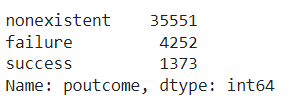 nonexistent    35551
failure         4252
success         1373
Name: poutcome, dtype: int64